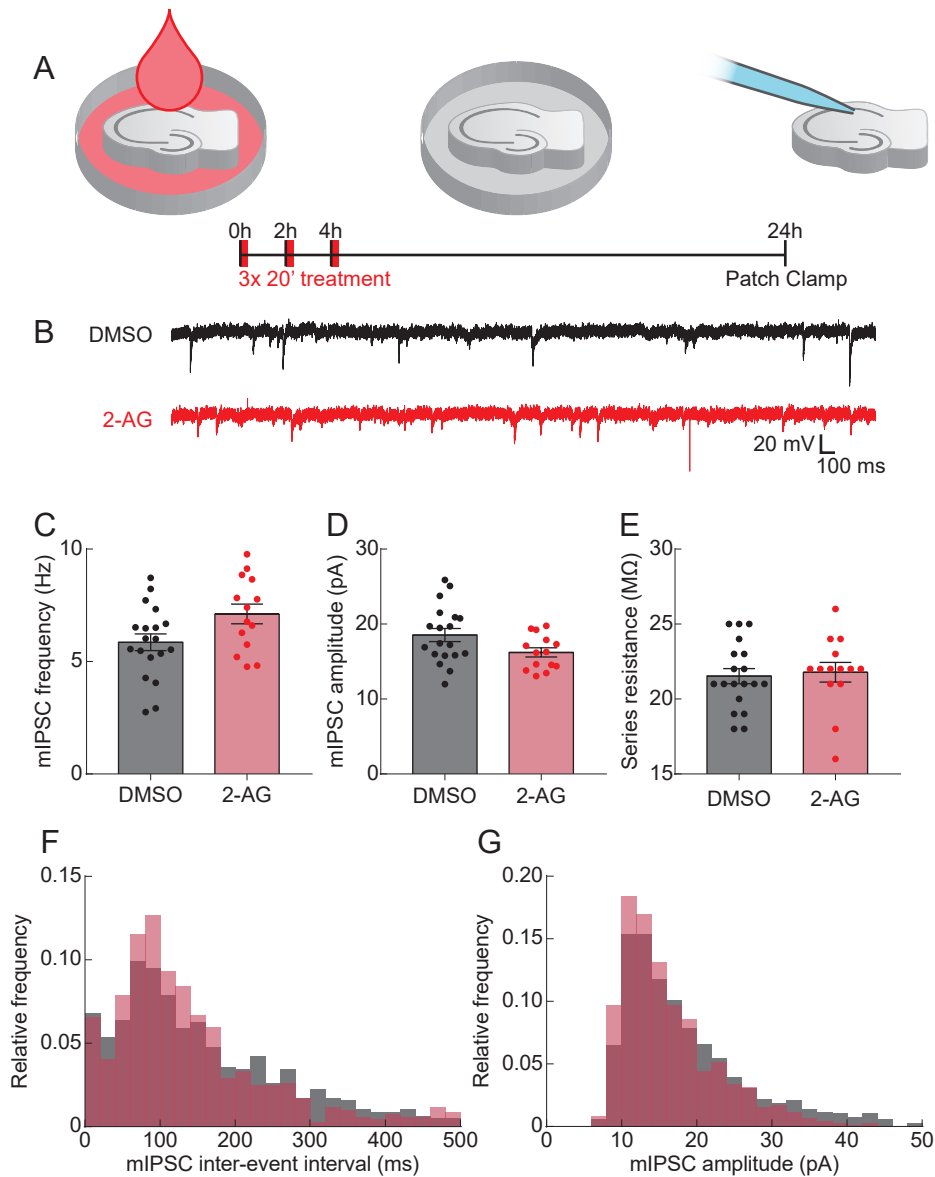 A
0h 2h 4h 24h
3x 20' treatment
Patch Clamp
B
DMSO
2-AG
20 mV
100 ms
C
mIPSC frequency (Hz)
10
5
0
DMSO 2-AG
D
mIPSC amplitude (pA)
30
20
10
0
DMSO 2-AG
E
Series resistance (MΩ)
30
25
20
15
DMSO 2-AG
F
Relative frequency
0.15
0.10
0.05
0
0 100 200 300 400 500
mIPSC inter-event interval (ms)
G
Relative frequency
0.20
0.15
0.10
0.05
0
0 10 20 30 40 50
mIPSC amplitude (pA)